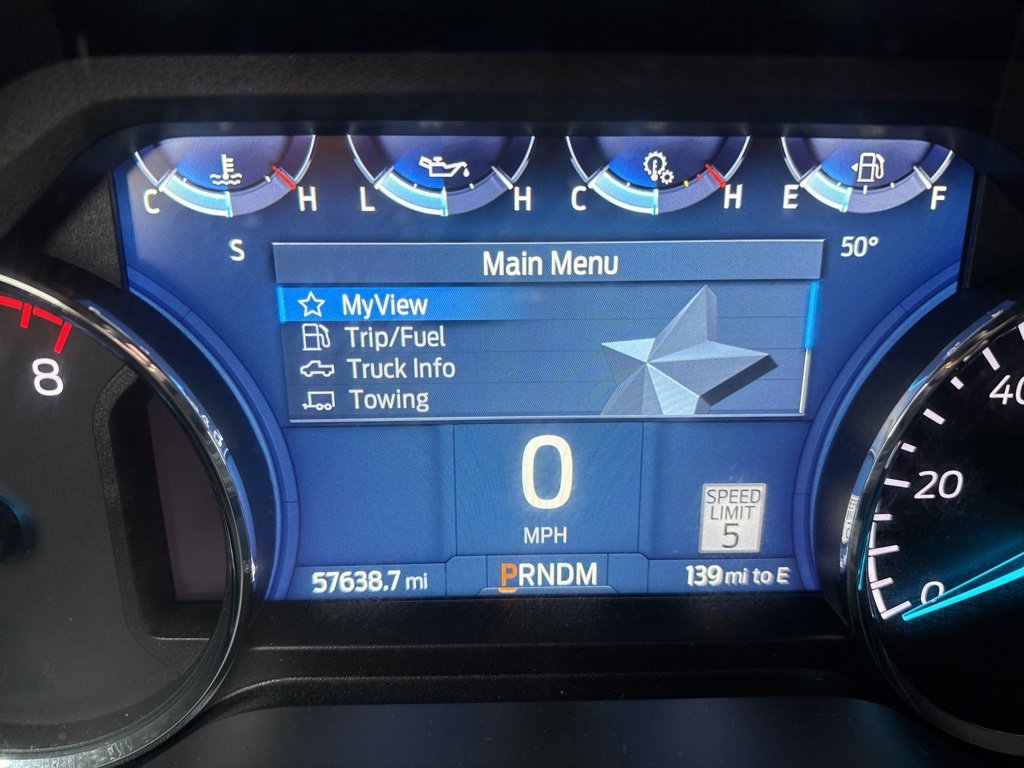 C H L H C H E F
S
50°
Main Menu
MyView
Trip/Fuel
Truck Info
Towing
8
40
20
0
0
MPH
SPEED
LIMIT
5
57638.7 mi
PRNDM
139 mi to E